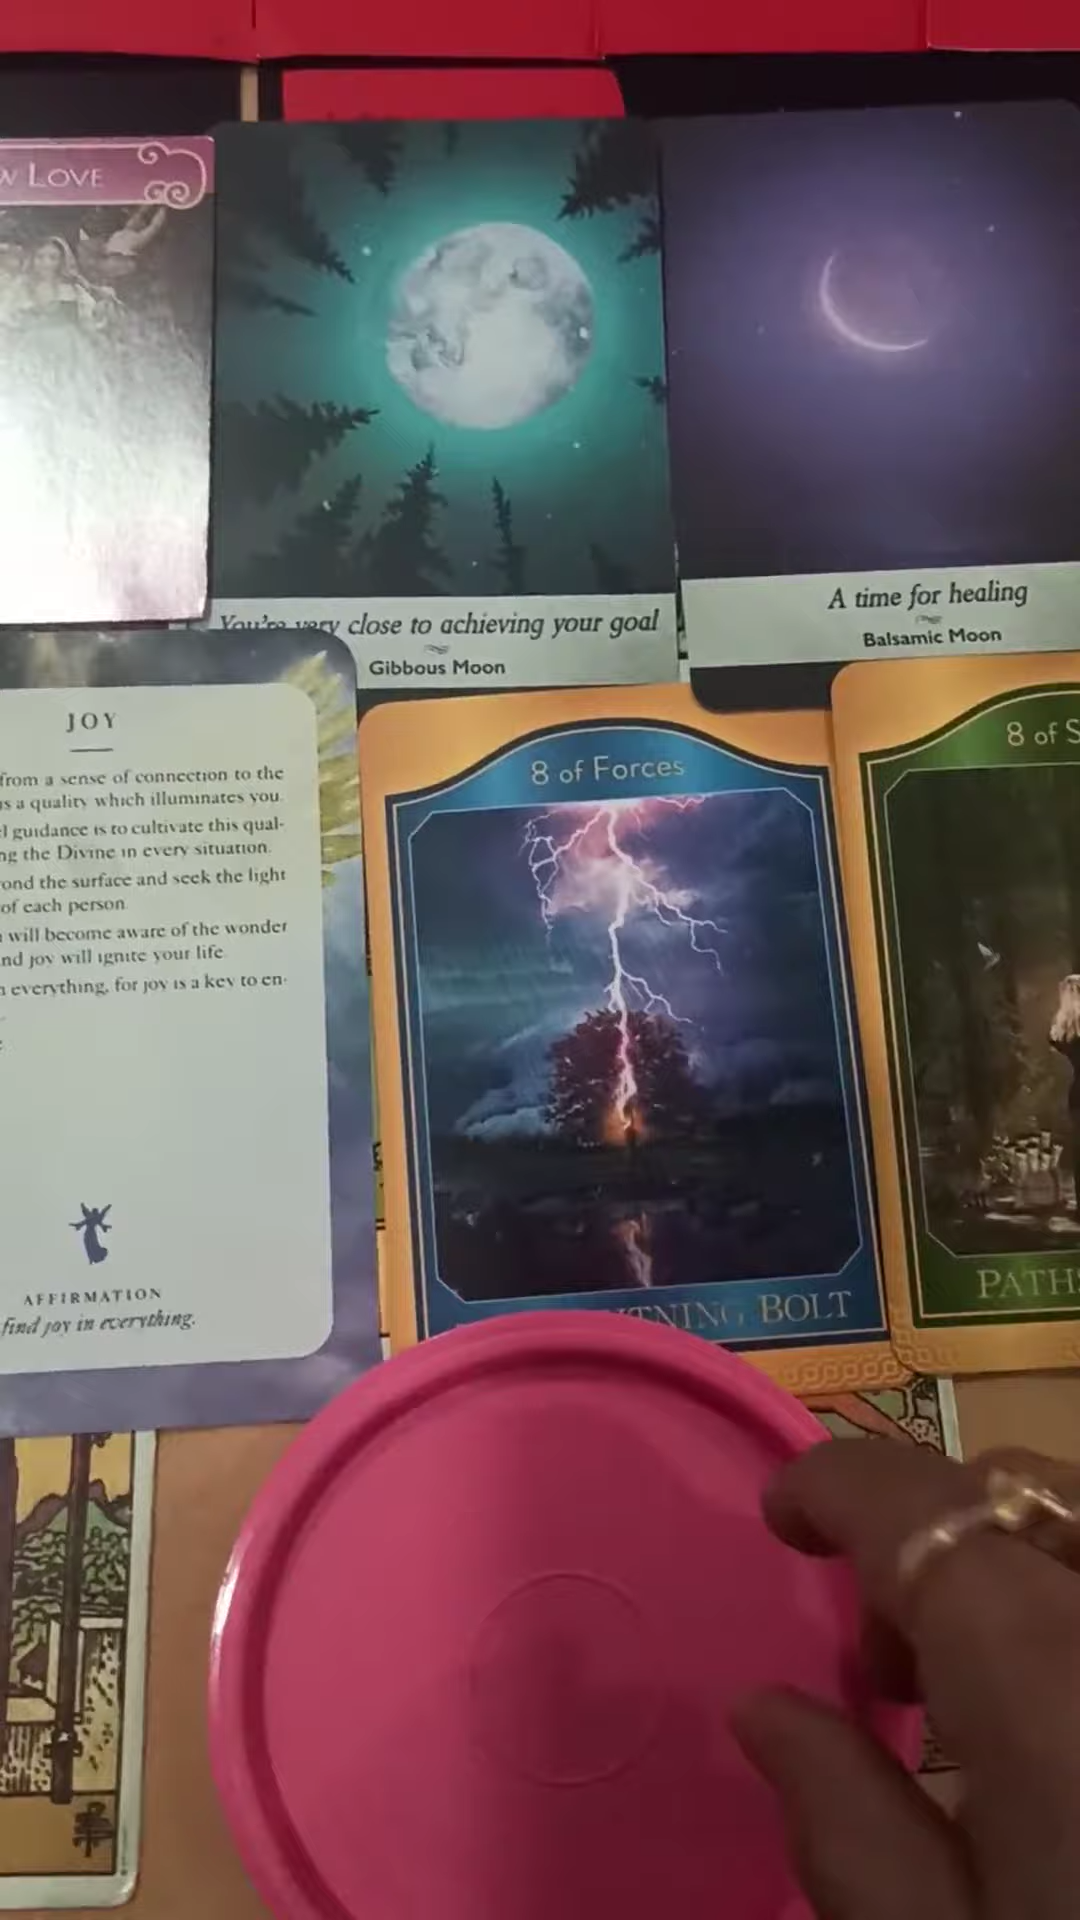 LOVE
You're very close to achieving your goal
Gibbous Moon
A time for healing
Balsamic Moon
JOY
from a sense of connection to the
a quality which illuminates you.
guidance is to cultivate this qual-
the Divine in every situation.
the surface and seek the light
of each person.
will become aware of the wonder
and joy will ignite your life.
everything, for joy is a key to en-
AFFIRMATION
find joy in everything.
8 of Forces
BOLT
8 of S
PATH